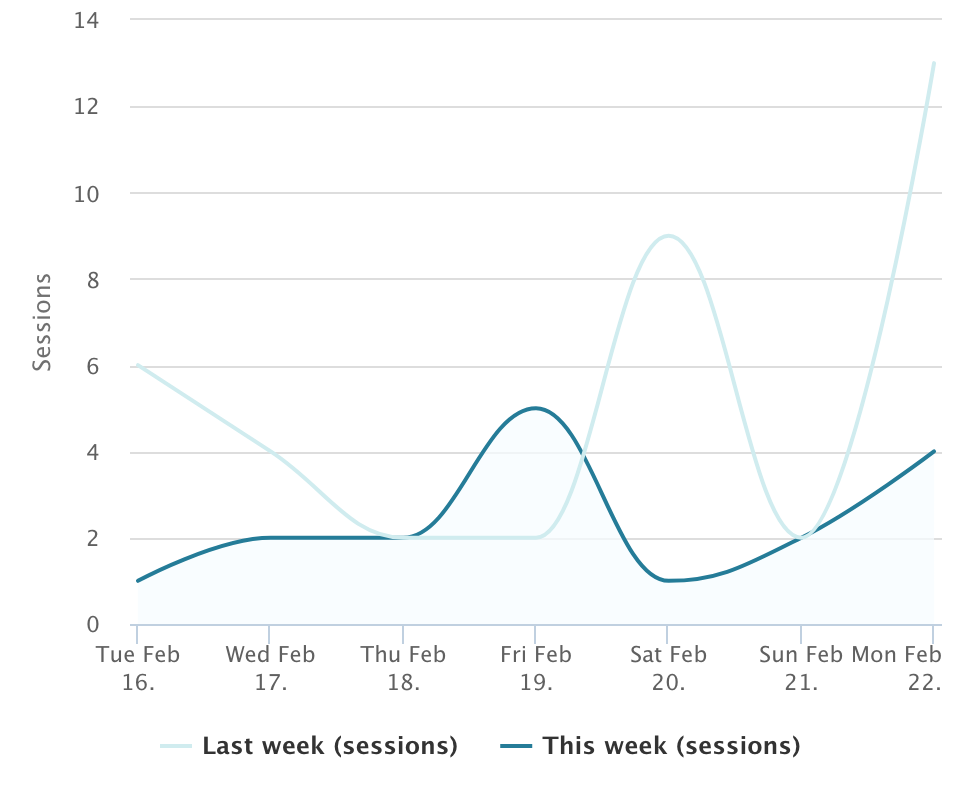 14
12
10
8
6
4
2
0
Sessions
Tue Feb 16.
Wed Feb 17.
Thu Feb 18.
Fri Feb 19.
Sat Feb 20.
Sun Feb 21.
Mon Feb 22.
Last week (sessions)
This week (sessions)